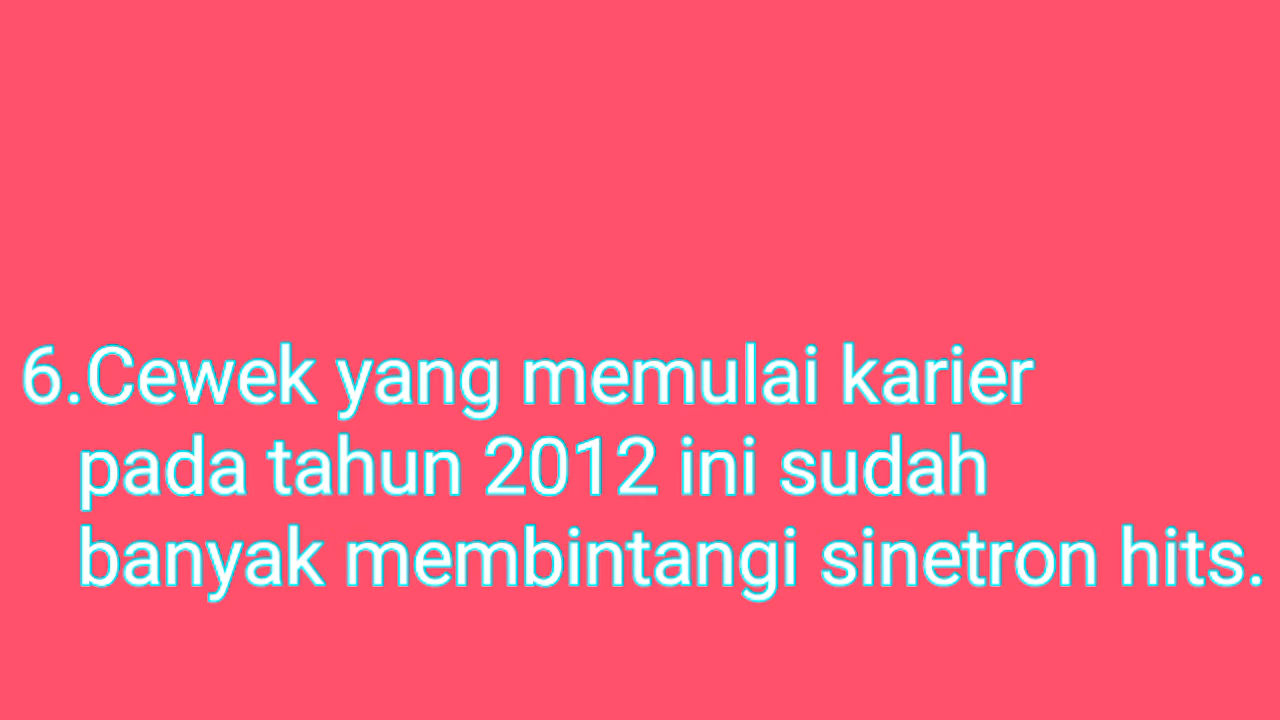 6.Cewek yang memulai karier
pada tahun 2012 ini sudah
banyak membintangi sinetron hits.